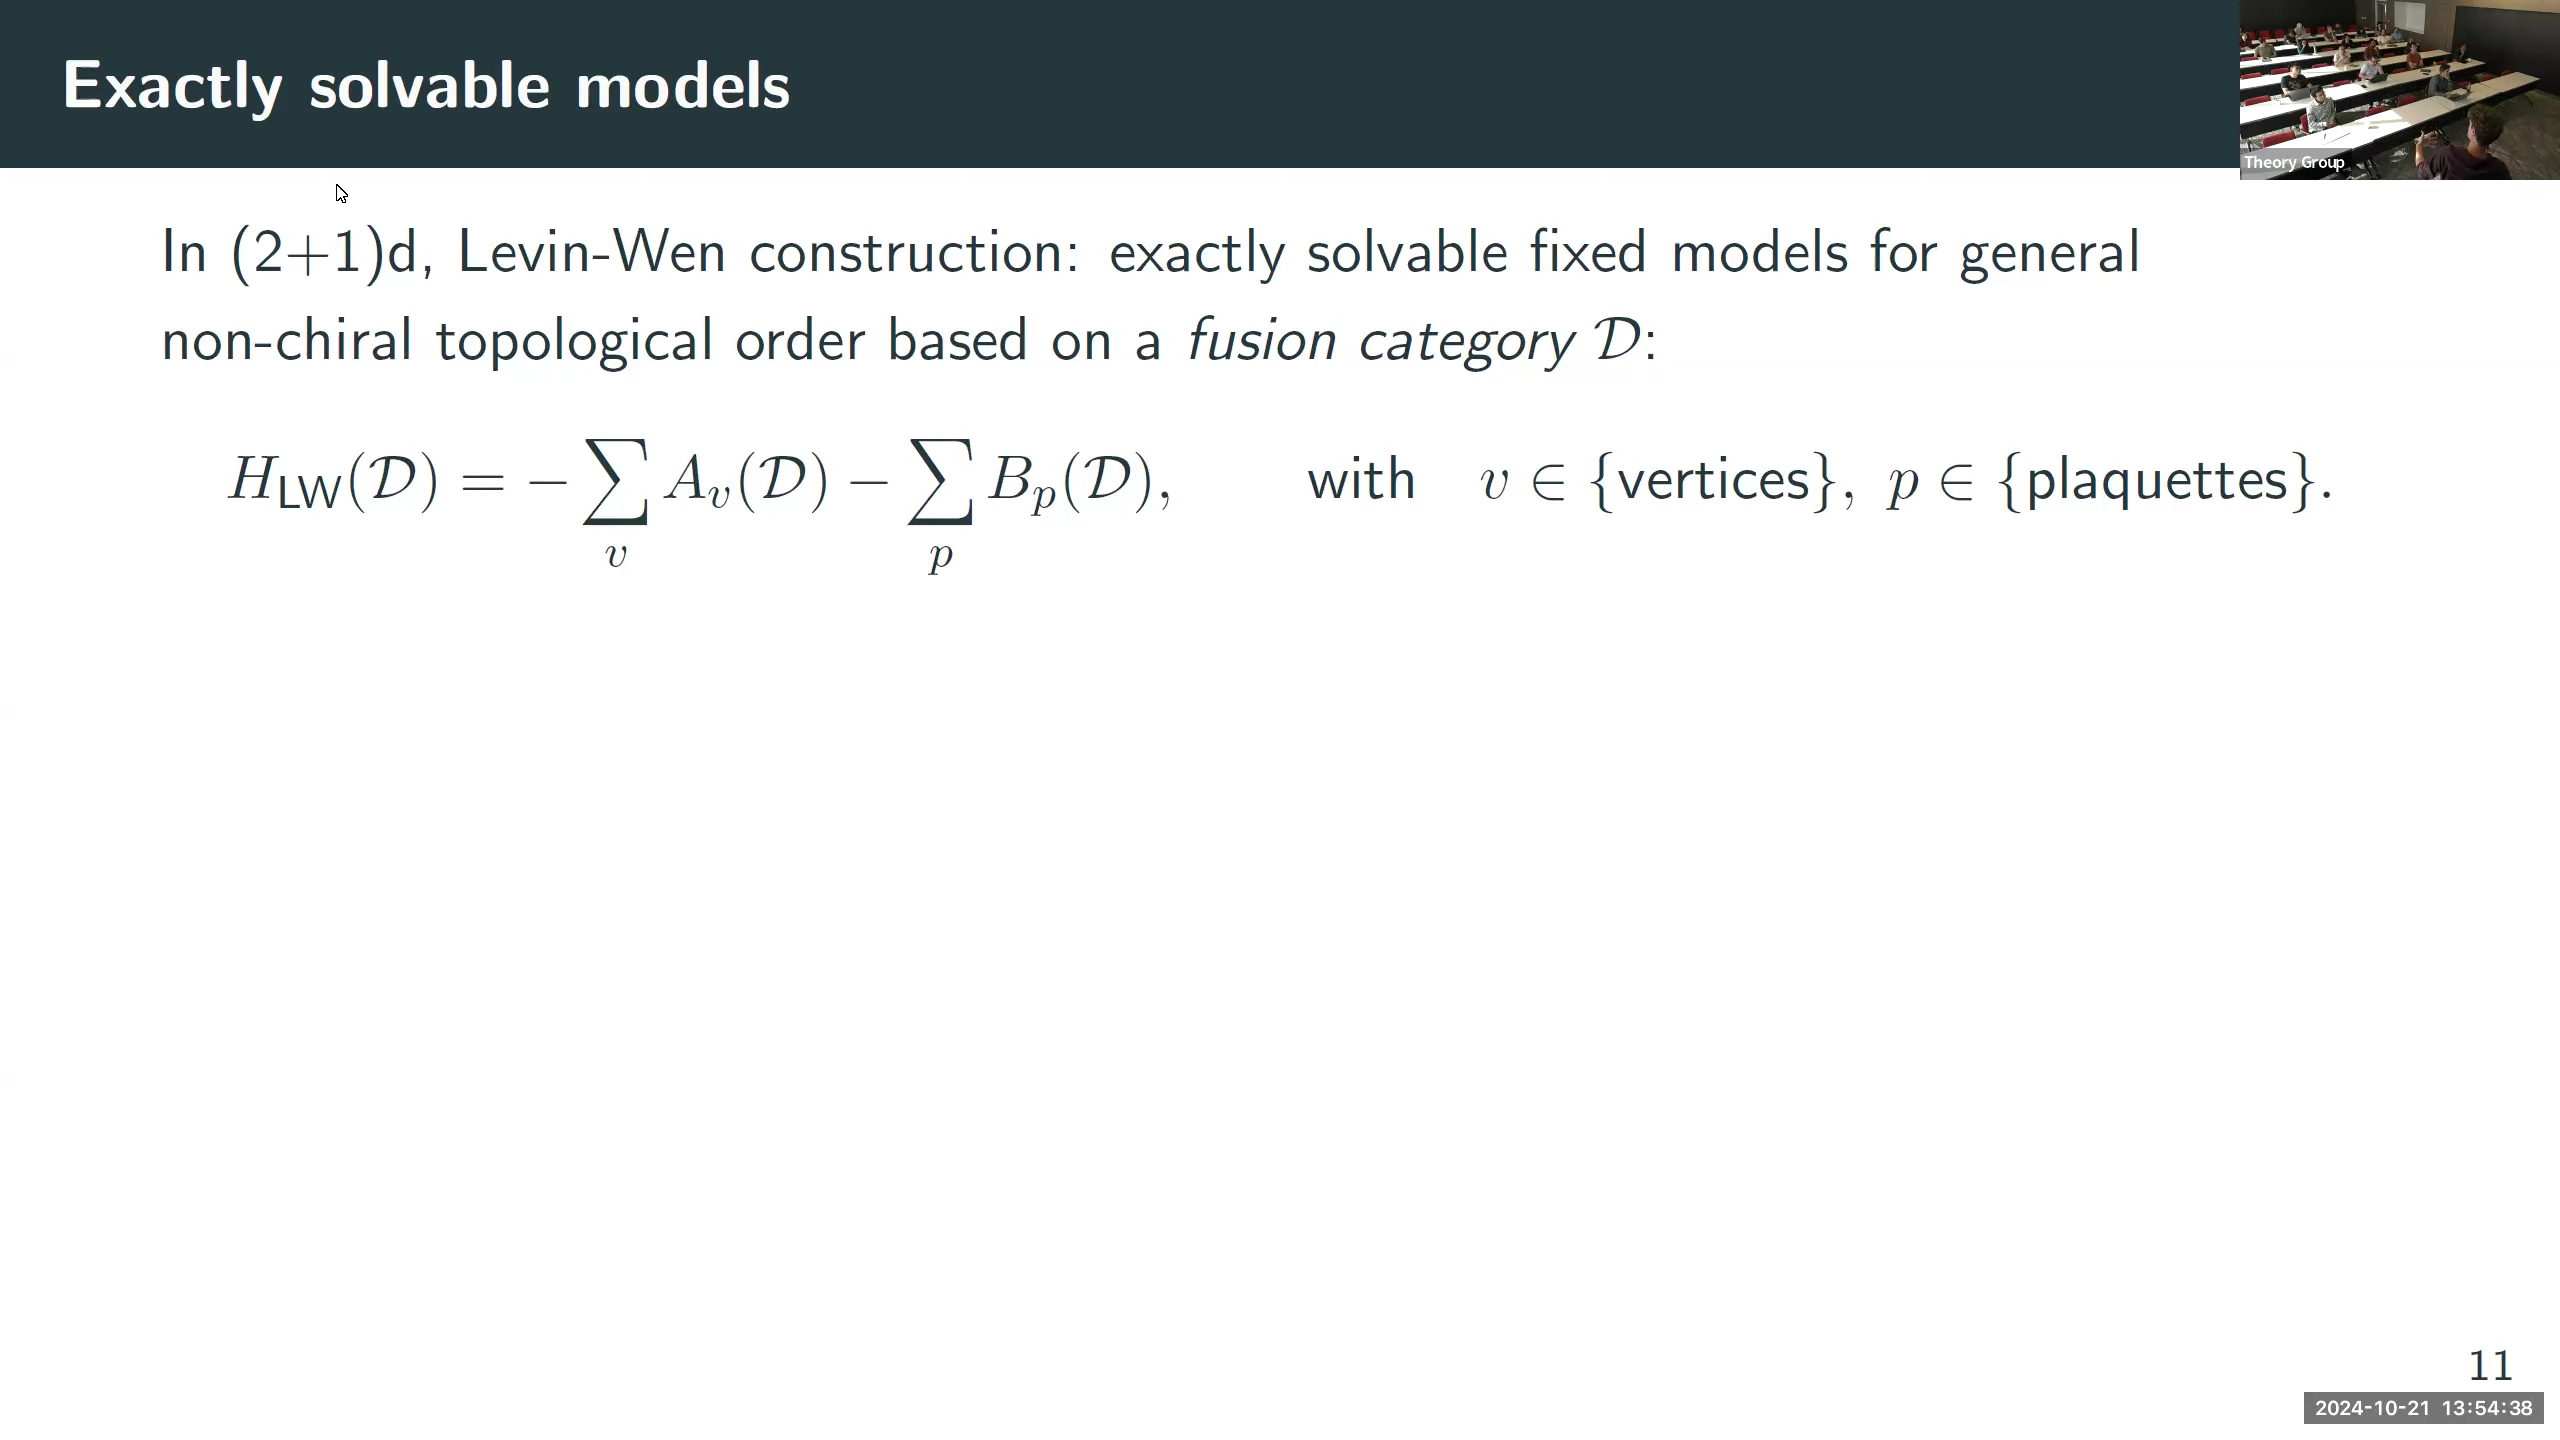 Exactly solvable models
Theory Group
In (2+1)d, Levin-Wen construction: exactly solvable fixed models for general
non-chiral topological order based on a fusion category 𝒟:
H_LW(𝒟) = −∑_v A_v(𝒟) − ∑_p B_p(𝒟), with v ∈ {vertices}, p ∈ {plaquettes}.
11
2024-10-21 13:54:38